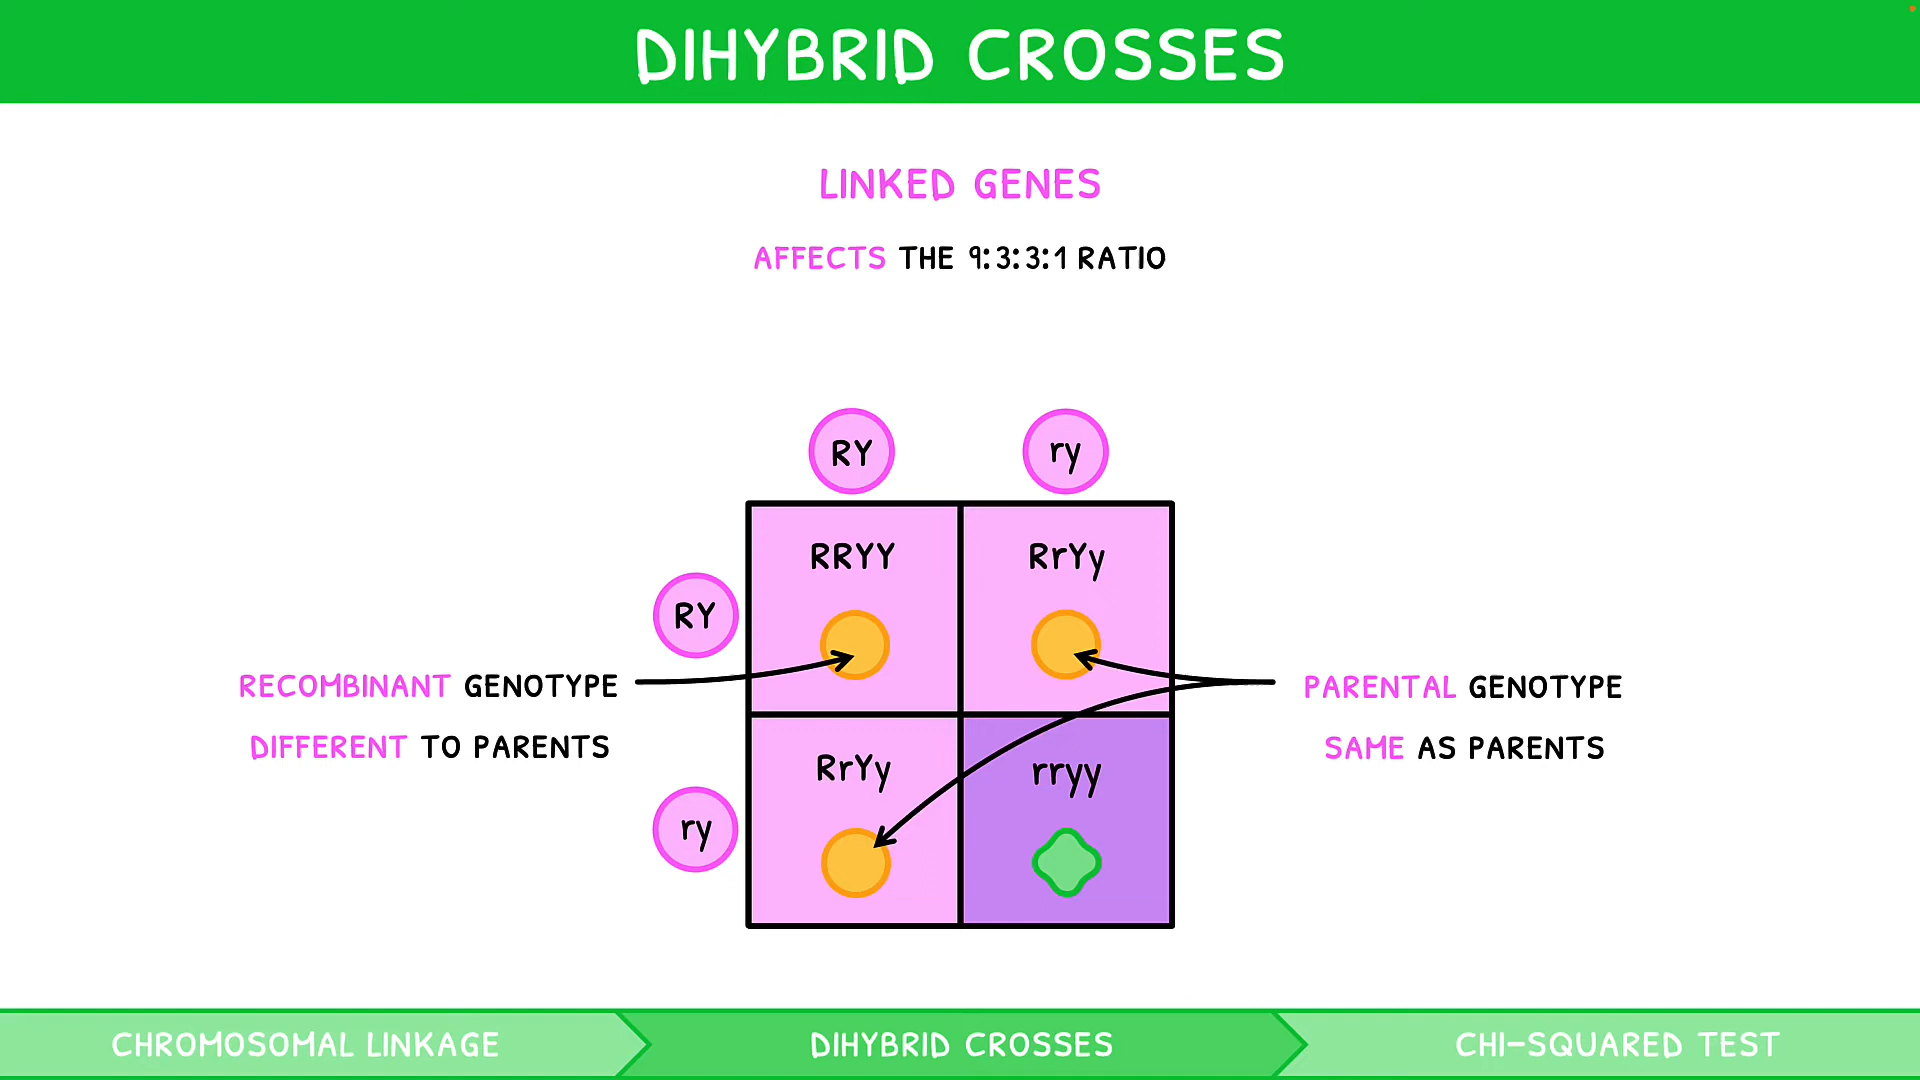 DIHYBRID CROSSES
LINKED GENES
AFFECTS THE 9:3:3:1 RATIO
RY
ry
RRYY
RrYy
RY
RECOMBINANT GENOTYPE
DIFFERENT TO PARENTS
PARENTAL GENOTYPE
SAME AS PARENTS
RrYy
rryy
ry
CHROMOSOMAL LINKAGE
DIHYBRID CROSSES
CHI-SQUARED TEST